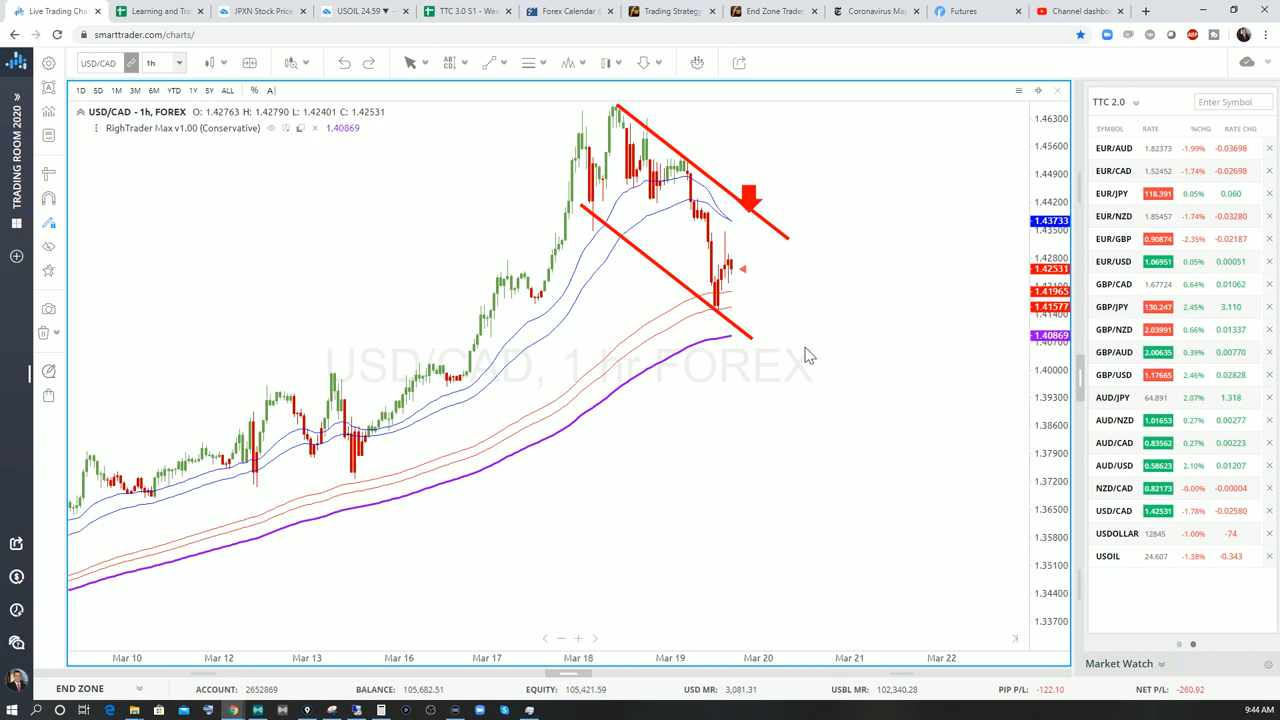 Live Trading Cha
Learning and Tra
JPXN Stock Price
USOIL 24.59 ▼
TTC 3.0 S1 - We
Forex Calendar
Trading Strategy
End Zone Trader
Coronavirus Map
Futures
Channel dashbo
smarttrader.com/charts/
USD/CAD
1h
1D 5D 1M 3M 6M YTD 1Y 5Y ALL % A
USD/CAD - 1h, FOREX O: 1.42763 H: 1.42790 L: 1.42401 C: 1.42531
RighTrader Max v1.00 (Conservative) 1.40869
TRADING ROOM 2020
USD/CAD, 1 hr FOREX
1.46300
1.45600
1.44900
1.44200
1.43733
1.43500
1.42800
1.42531
1.41965
1.41577
1.41400
1.40869
1.40700
1.40000
1.39300
1.38600
1.37900
1.37200
1.36500
1.35800
1.35100
1.34400
1.33700
Mar 10 Mar 12 Mar 13 Mar 16 Mar 17 Mar 18 Mar 19 Mar 20 Mar 21 Mar 22
TTC 2.0 Enter Symbol
SYMBOL RATE %CHG RATE CHG
EUR/AUD 1.82373 -1.99% -0.03698
EUR/CAD 1.52452 -1.74% -0.02698
EUR/JPY 118.391 0.05% 0.060
EUR/NZD 1.85457 -1.74% -0.03280
EUR/GBP 0.90874 -2.35% -0.02187
EUR/USD 1.06951 0.05% 0.00051
GBP/CAD 1.67724 0.64% 0.01062
GBP/JPY 130.247 2.45% 3.110
GBP/NZD 2.03991 0.66% 0.01337
GBP/AUD 2.00635 0.39% 0.00770
GBP/USD 1.17665 2.46% 0.02828
AUD/JPY 64.891 2.07% 1.318
AUD/NZD 1.01653 0.27% 0.00277
AUD/CAD 0.83562 0.27% 0.00223
AUD/USD 0.58623 2.10% 0.01207
NZD/CAD 0.82173 -0.00% -0.00004
USD/CAD 1.42531 -1.78% -0.02580
USDOLLAR 12845 -1.00% -74
USOIL 24.607 -1.38% -0.343
Market Watch
END ZONE ACCOUNT: 2652869 BALANCE: 105,682.51 EQUITY: 105,421.59 USD MR: 3,081.31 USBL MR: 102,340.28 PIP P/L: -122.10 NET P/L: -260.92
9:44 AM